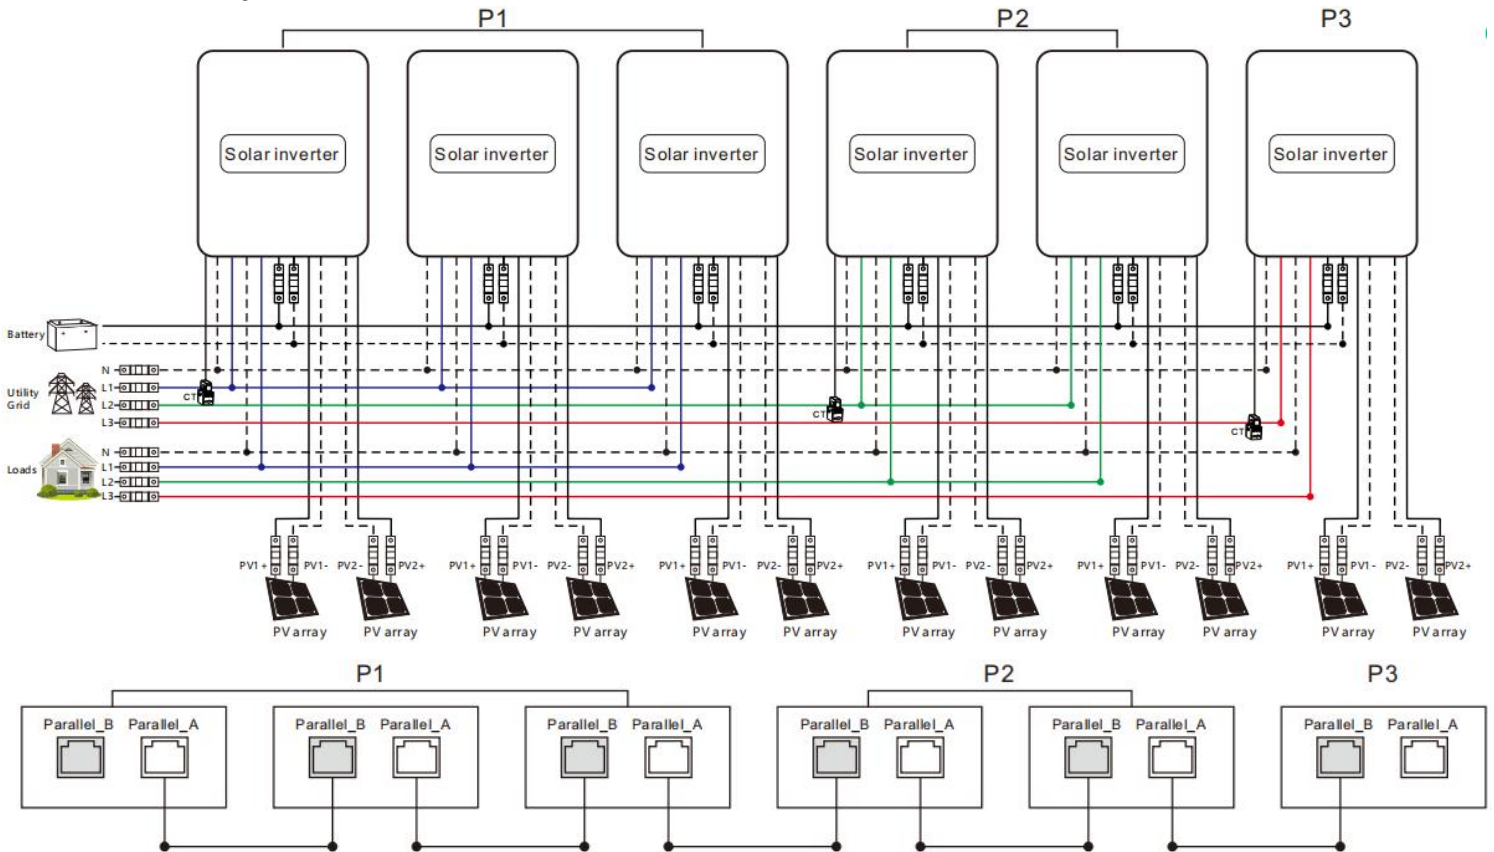 P1 P2 P3
Solar inverter Solar inverter Solar inverter Solar inverter Solar inverter Solar inverter
Battery
N
L1
Utility
Grid
CT
L2
CT
L3
CT
N
L1
Loads
L2
L3
PV1+ PV1- PV2- PV2+ PV1+ PV1- PV2- PV2+ PV1+ PV1- PV2- PV2+ PV1+ PV1- PV2- PV2+ PV1+ PV1- PV2- PV2+ PV1+ PV1- PV2- PV2+
PV array PV array PV array PV array PV array PV array PV array PV array PV array PV array PV array PV array
P1 P2 P3
Parallel_B Parallel_A Parallel_B Parallel_A Parallel_B Parallel_A Parallel_B Parallel_A Parallel_B Parallel_A Parallel_B Parallel_A